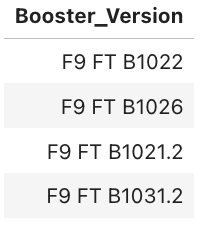 Booster_Version
F9 FT B1022
F9 FT B1026
F9 FT B1021.2
F9 FT B1031.2